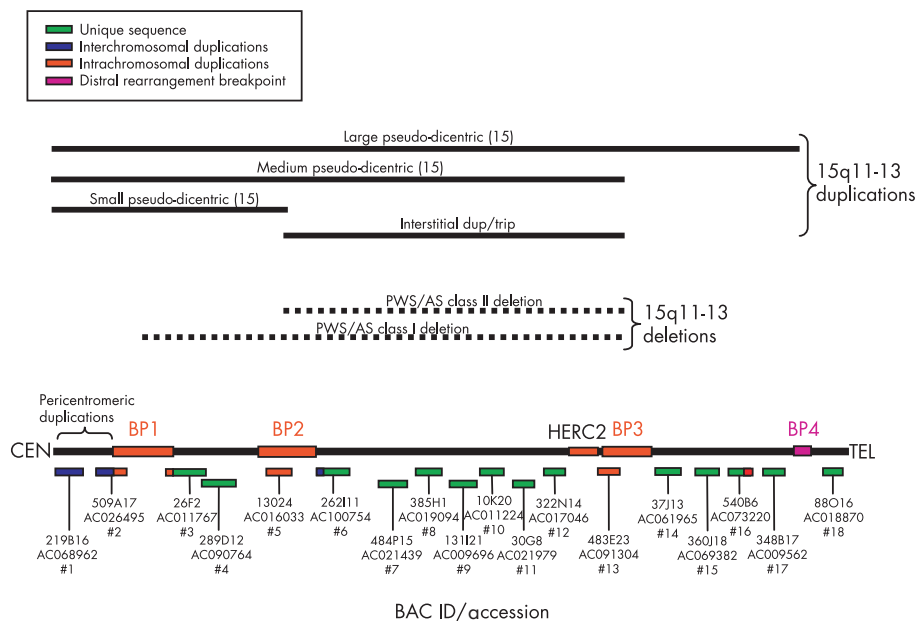 Unique sequence
Interchromosomal duplications
Intrachromosomal duplications
Distral rearrangement breakpoint
Large pseudo-dicentric (15)
Medium pseudo-dicentric (15)
Small pseudo-dicentric (15)
Interstitial dup/trip
15q11-13
duplications
PWS/AS class II deletion
PWS/AS class I deletion
15q11-13
deletions
Pericentromeric
duplications
CEN
BP1
BP2
HERC2
BP3
BP4
TEL
219B16
AC068962
#1
509A17
AC026495
#2
26F2
AC011767
#3
289D12
AC090764
#4
13024
AC016033
#5
262I11
AC100754
#6
484P15
AC021439
#7
385H1
AC019094
#8
131I21
AC009696
#9
10K20
AC011224
#10
30G8
AC021979
#11
322N14
AC017046
#12
483E23
AC091304
#13
37J13
AC061965
#14
360J18
AC069382
#15
540B6
AC073220
#16
348B17
AC009562
#17
88O16
AC018870
#18
BAC ID/accession